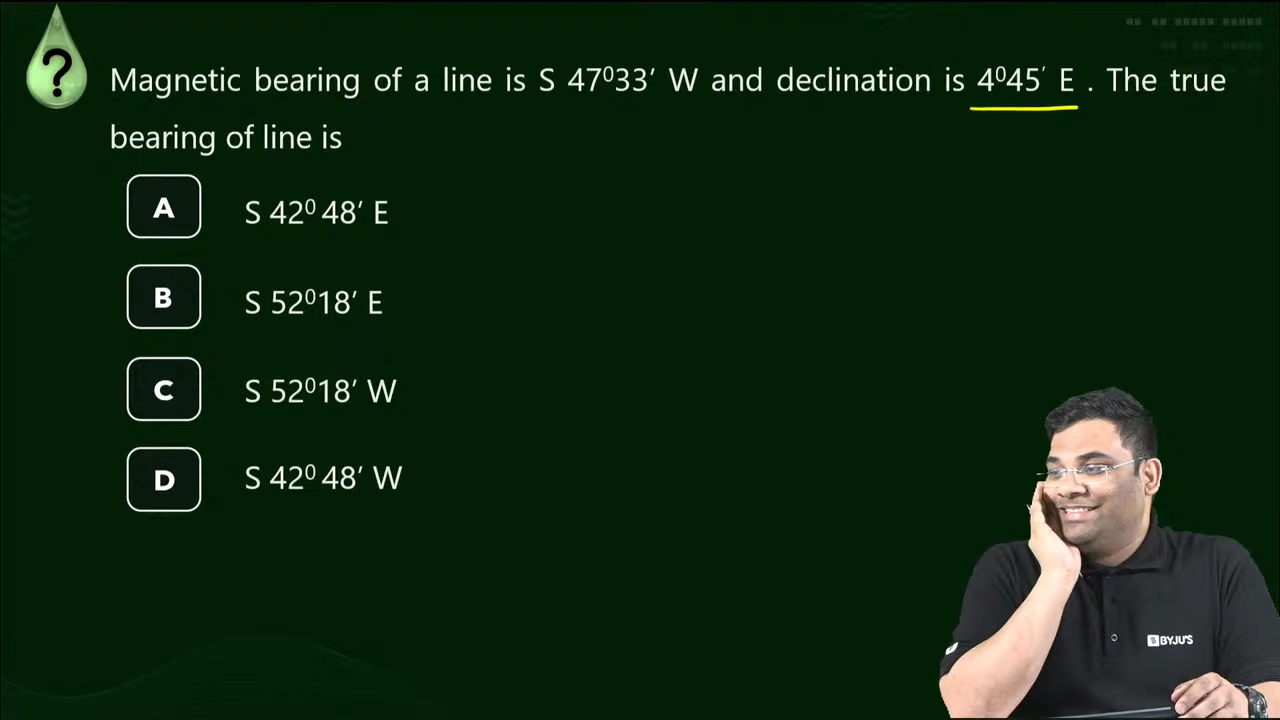 ?
Magnetic bearing of a line is S 47⁰33′ W and declination is 4⁰45′ E . The true
bearing of line is
A S 42⁰ 48′ E
B S 52⁰18′ E
C S 52⁰18′ W
D S 42⁰ 48′ W
BYJU'S